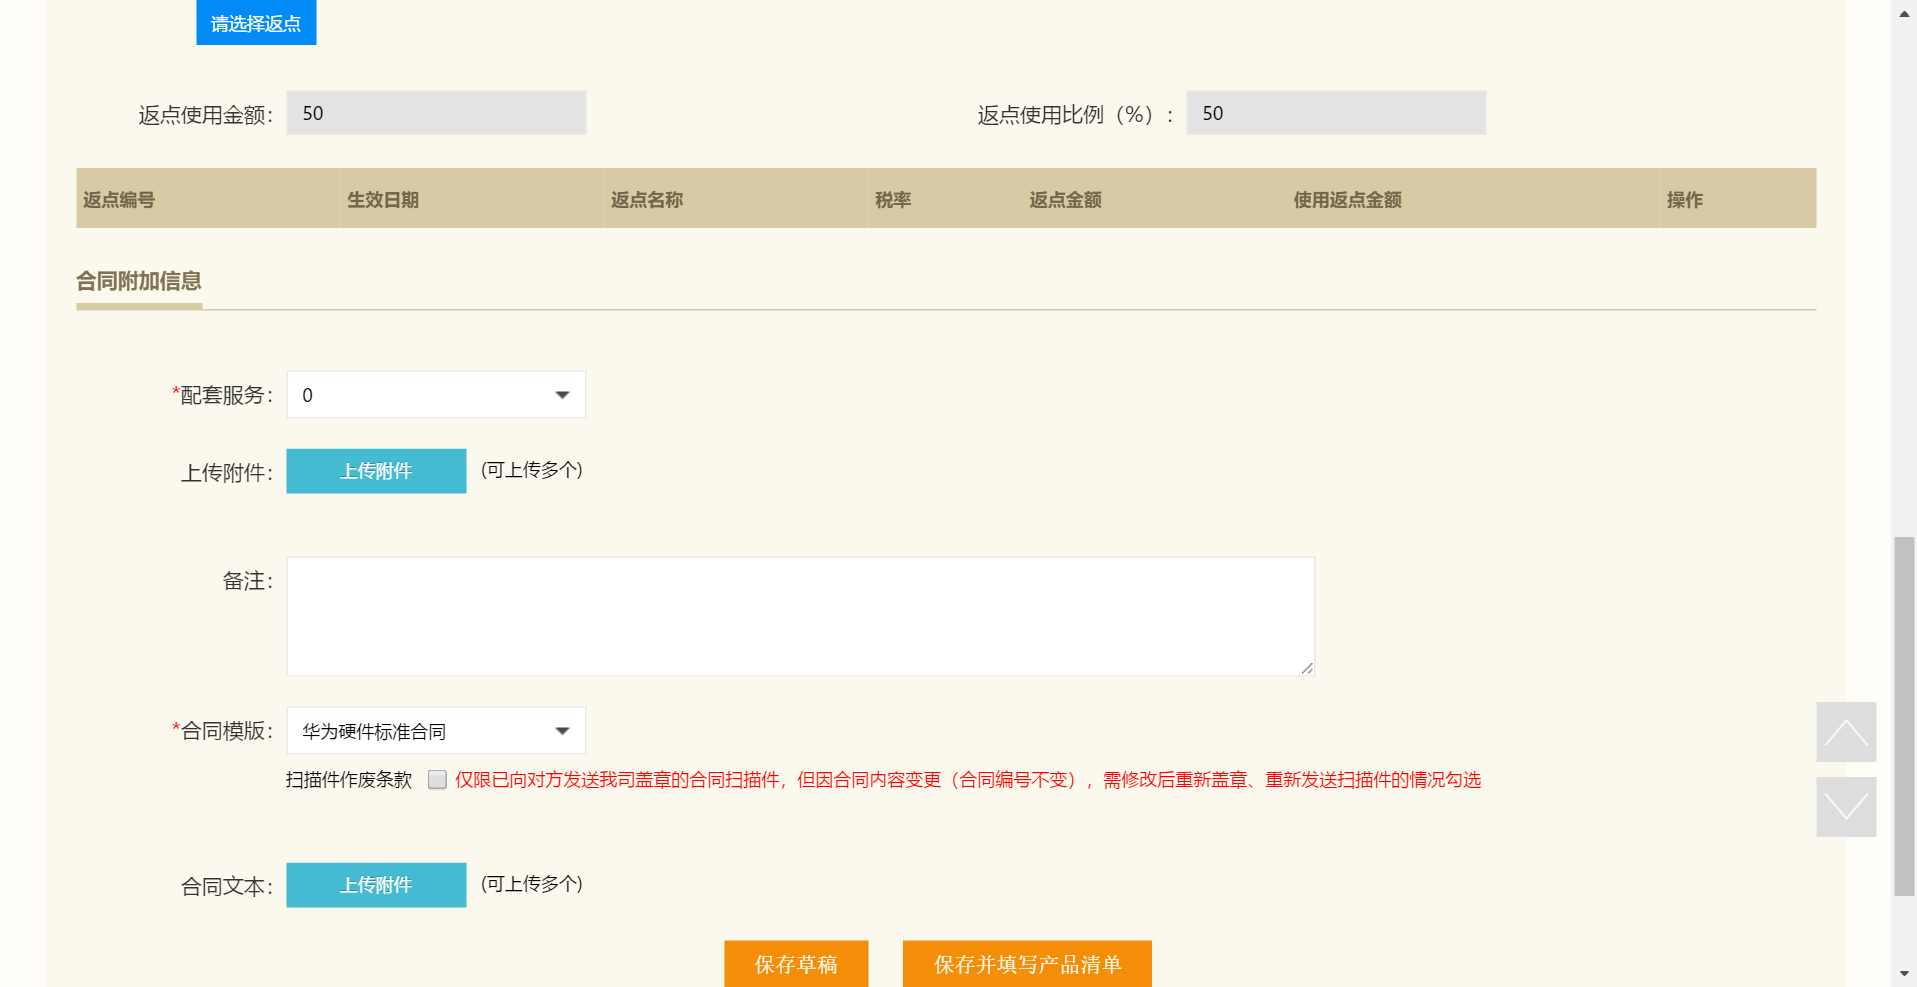 请选择返点
返点使用金额： 50 返点使用比例（%）： 50
返点编号 生效日期 返点名称 税率 返点金额 使用返点金额 操作
合同附加信息
*配套服务： 0
上传附件： 上传附件 (可上传多个)
备注：
*合同模版： 华为硬件标准合同
扫描件作废条款 仅限已向对方发送我司盖章的合同扫描件，但因合同内容变更（合同编号不变），需修改后重新盖章、重新发送扫描件的情况勾选
合同文本： 上传附件 (可上传多个)
保存草稿 保存并填写产品清单